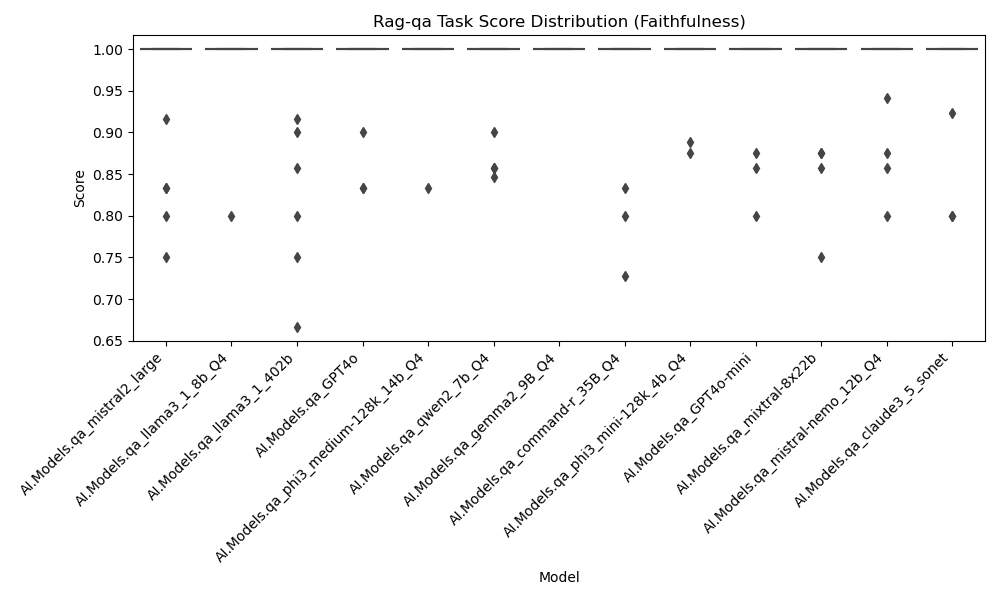 Rag-qa Task Score Distribution (Faithfulness)
1.00
0.95
0.90
0.85
0.80
0.75
0.70
0.65
Score
AI.Models.qa_mistral2_large
AI.Models.qa_llama3_1_8b_Q4
AI.Models.qa_llama3_1_402b
AI.Models.qa_GPT4o
AI.Models.qa_phi3_medium-128k_14b_Q4
AI.Models.qa_qwen2_7b_Q4
AI.Models.qa_gemma2_9B_Q4
AI.Models.qa_command-r_35B_Q4
AI.Models.qa_phi3_mini-128k_4b_Q4
AI.Models.qa_GPT4o-mini
AI.Models.qa_mixtral-8x22b
AI.Models.qa_mistral-nemo_12b_Q4
AI.Models.qa_claude3_5_sonet
Model